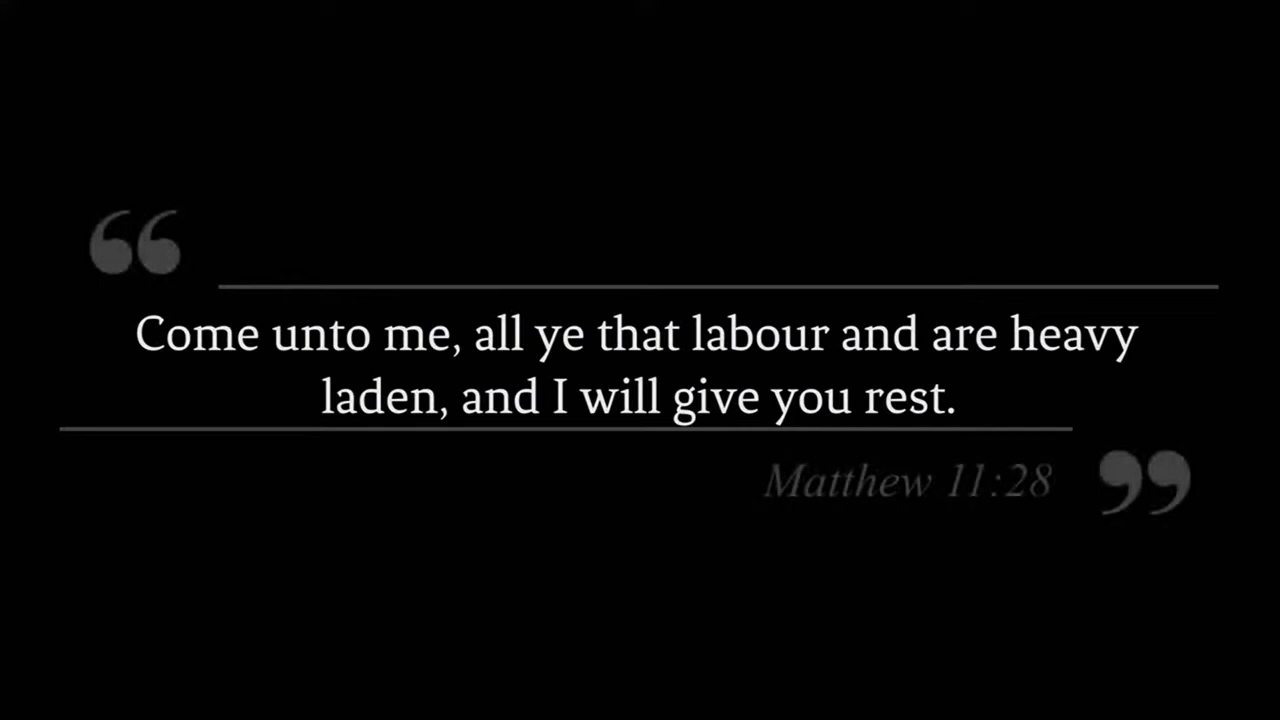 “
Come unto me, all ye that labour and are heavy
laden, and I will give you rest.
Matthew 11:28 ”